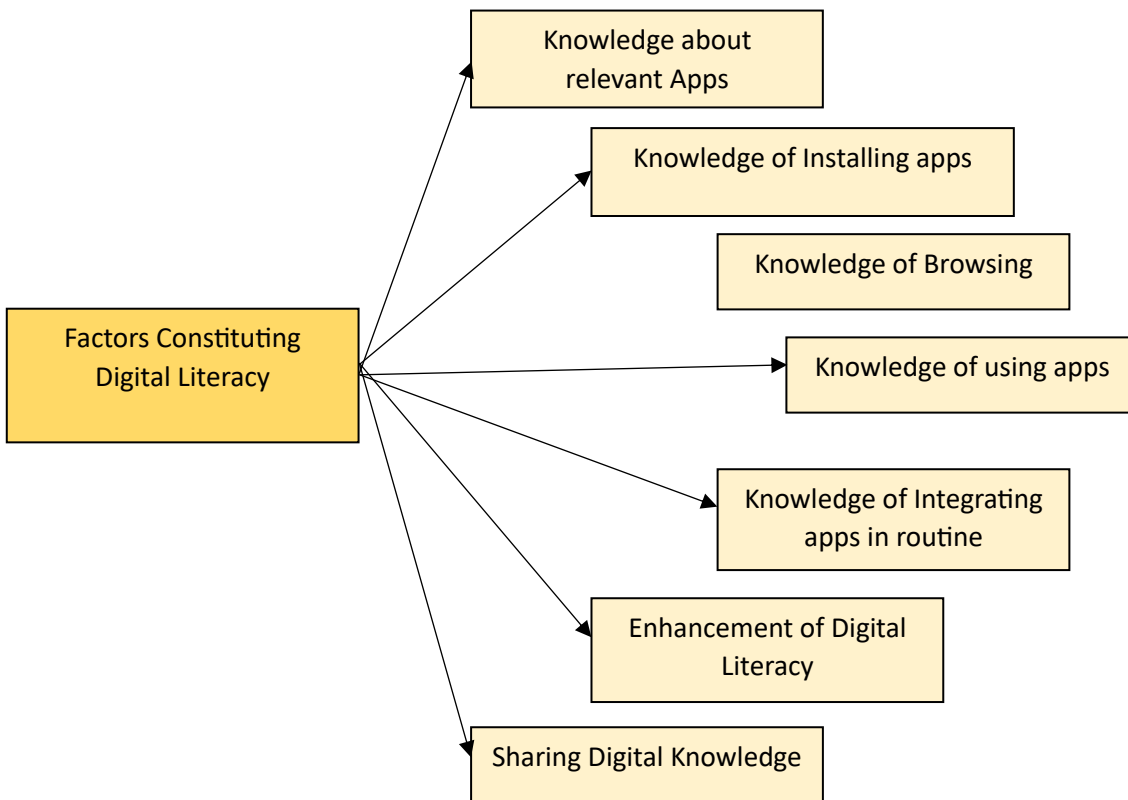 Knowledge about
relevant Apps
Knowledge of Installing apps
Knowledge of Browsing
Factors Constituting
Digital Literacy
Knowledge of using apps
Knowledge of Integrating
apps in routine
Enhancement of Digital
Literacy
Sharing Digital Knowledge